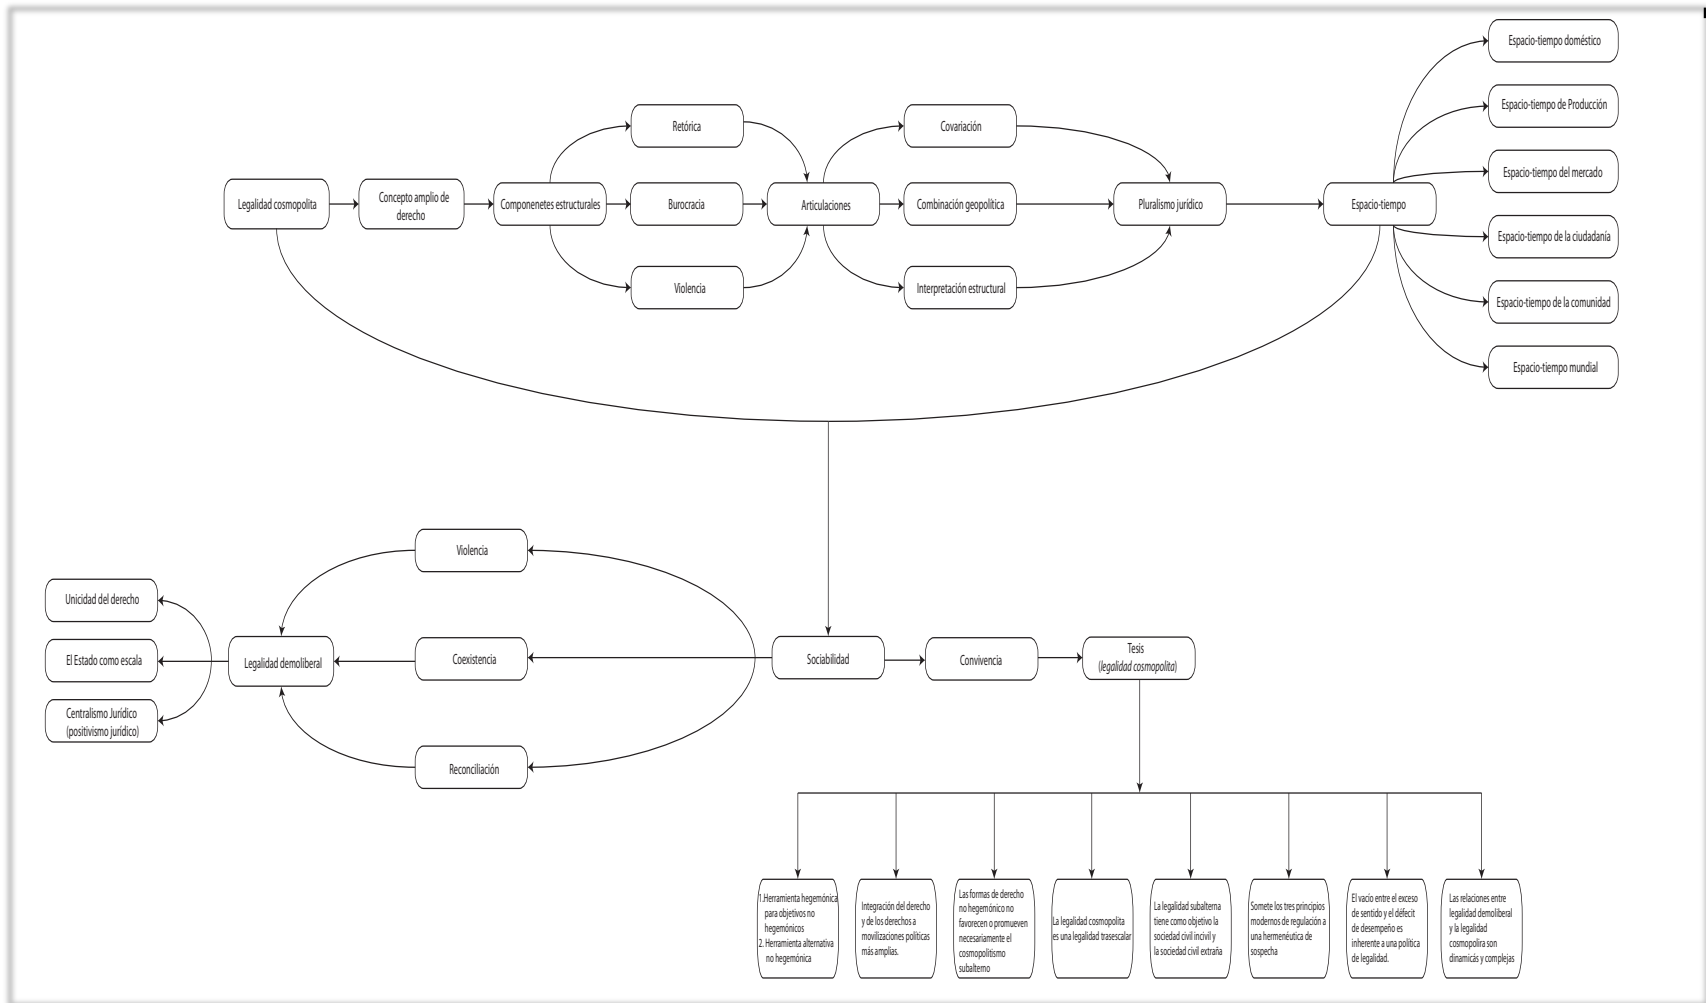 Espacio-tiempo doméstico
Espacio-tiempo de Producción
Espacio-tiempo del mercado
Espacio-tiempo de la ciudadanía
Espacio-tiempo de la comunidad
Espacio-tiempo mundial
Retórica
Covariación
Legalidad cosmopolita
Concepto amplio de
derecho
Componenetes estructurales
Burocracia
Articulaciones
Combinación geopolítica
Pluralismo jurídico
Espacio-tiempo
Violencia
Interpretación estructural
Violencia
Unicidad del derecho
El Estado como escala
Centralismo Jurídico
(positivismo jurídico)
Legalidad demoliberal
Coexistencia
Reconciliación
Sociabilidad
Convivencia
Tesis
(legalidad cosmopolita)
1.Herramienta hegemónica
para objetivos no
hegemónicos
2. Herramienta alternativa
no hegemónica
Integración del derecho
y de los derechos a
movilizaciones políticas
más amplias.
Las formas de derecho
no hegemónico no
favorecen o promueven
necesariamente el
cosmopolitismo
subalterno
La legalidad cosmopolita
es una legalidad trasescalar
La legalidad subalterna
tiene como objetivo la
sociedad civil incivil y
la sociedad civil extraña
Somete los tres principios
modernos de regulación a
una hermenéutica de
sospecha
El vacio entre el exceso
de sentido y el défecit
de desempeño es
inherente a una política
de legalidad.
Las relaciones entre
legalidad demoliberal
y la legalidad
cosmopolira son
dinamicás y complejas